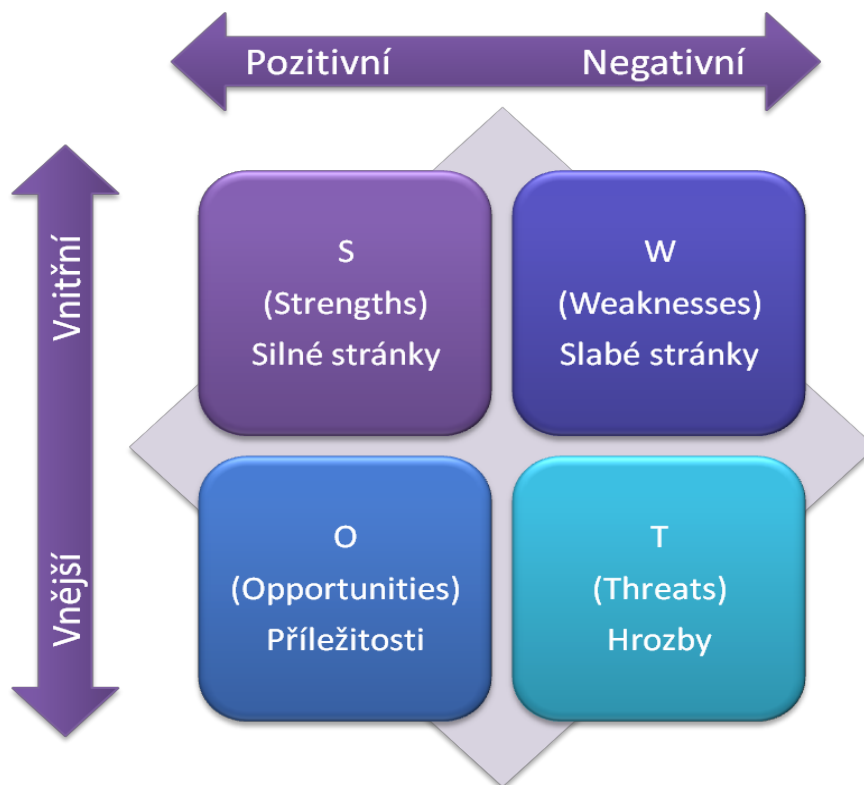 Pozitivní
Negativní
Vnitřní
Vnější
S
(Strengths)
Silné stránky
W
(Weaknesses)
Slabé stránky
O
(Opportunities)
Příležitosti
T
(Threats)
Hrozby